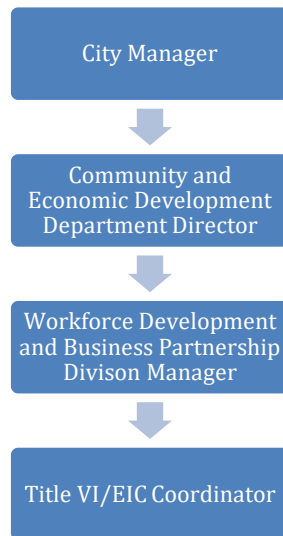 City Manager
Community and
Economic Development
Department Director
Workforce Development
and Business Partnership
Divison Manager
Title VI/EIC Coordinator